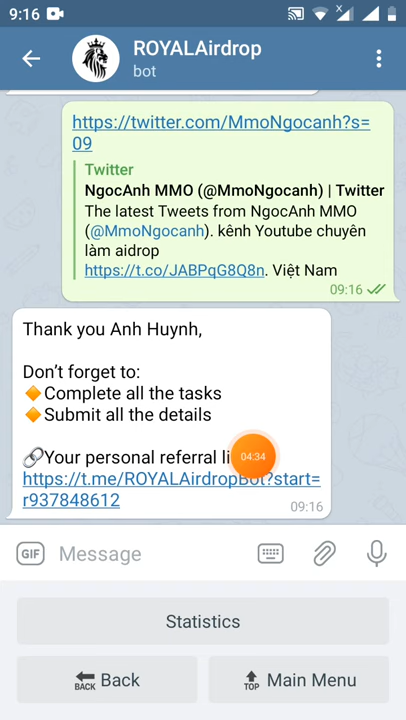 9:16
ROYALAirdrop
bot
https://twitter.com/MmoNgocanh?s=
09
Twitter
NgocAnh MMO (@MmoNgocanh) | Twitter
The latest Tweets from NgocAnh MMO
(@MmoNgocanh). kênh Youtube chuyên
làm aidrop
https://t.co/JABPqG8Q8n. Việt Nam
09:16
Thank you Anh Huynh,
Don't forget to:
Complete all the tasks
Submit all the details
Your personal referral li
04:34
https://t.me/ROYALAirdropBot?start=
r937848612
09:16
GIF Message
Statistics
BACK Back
TOP Main Menu